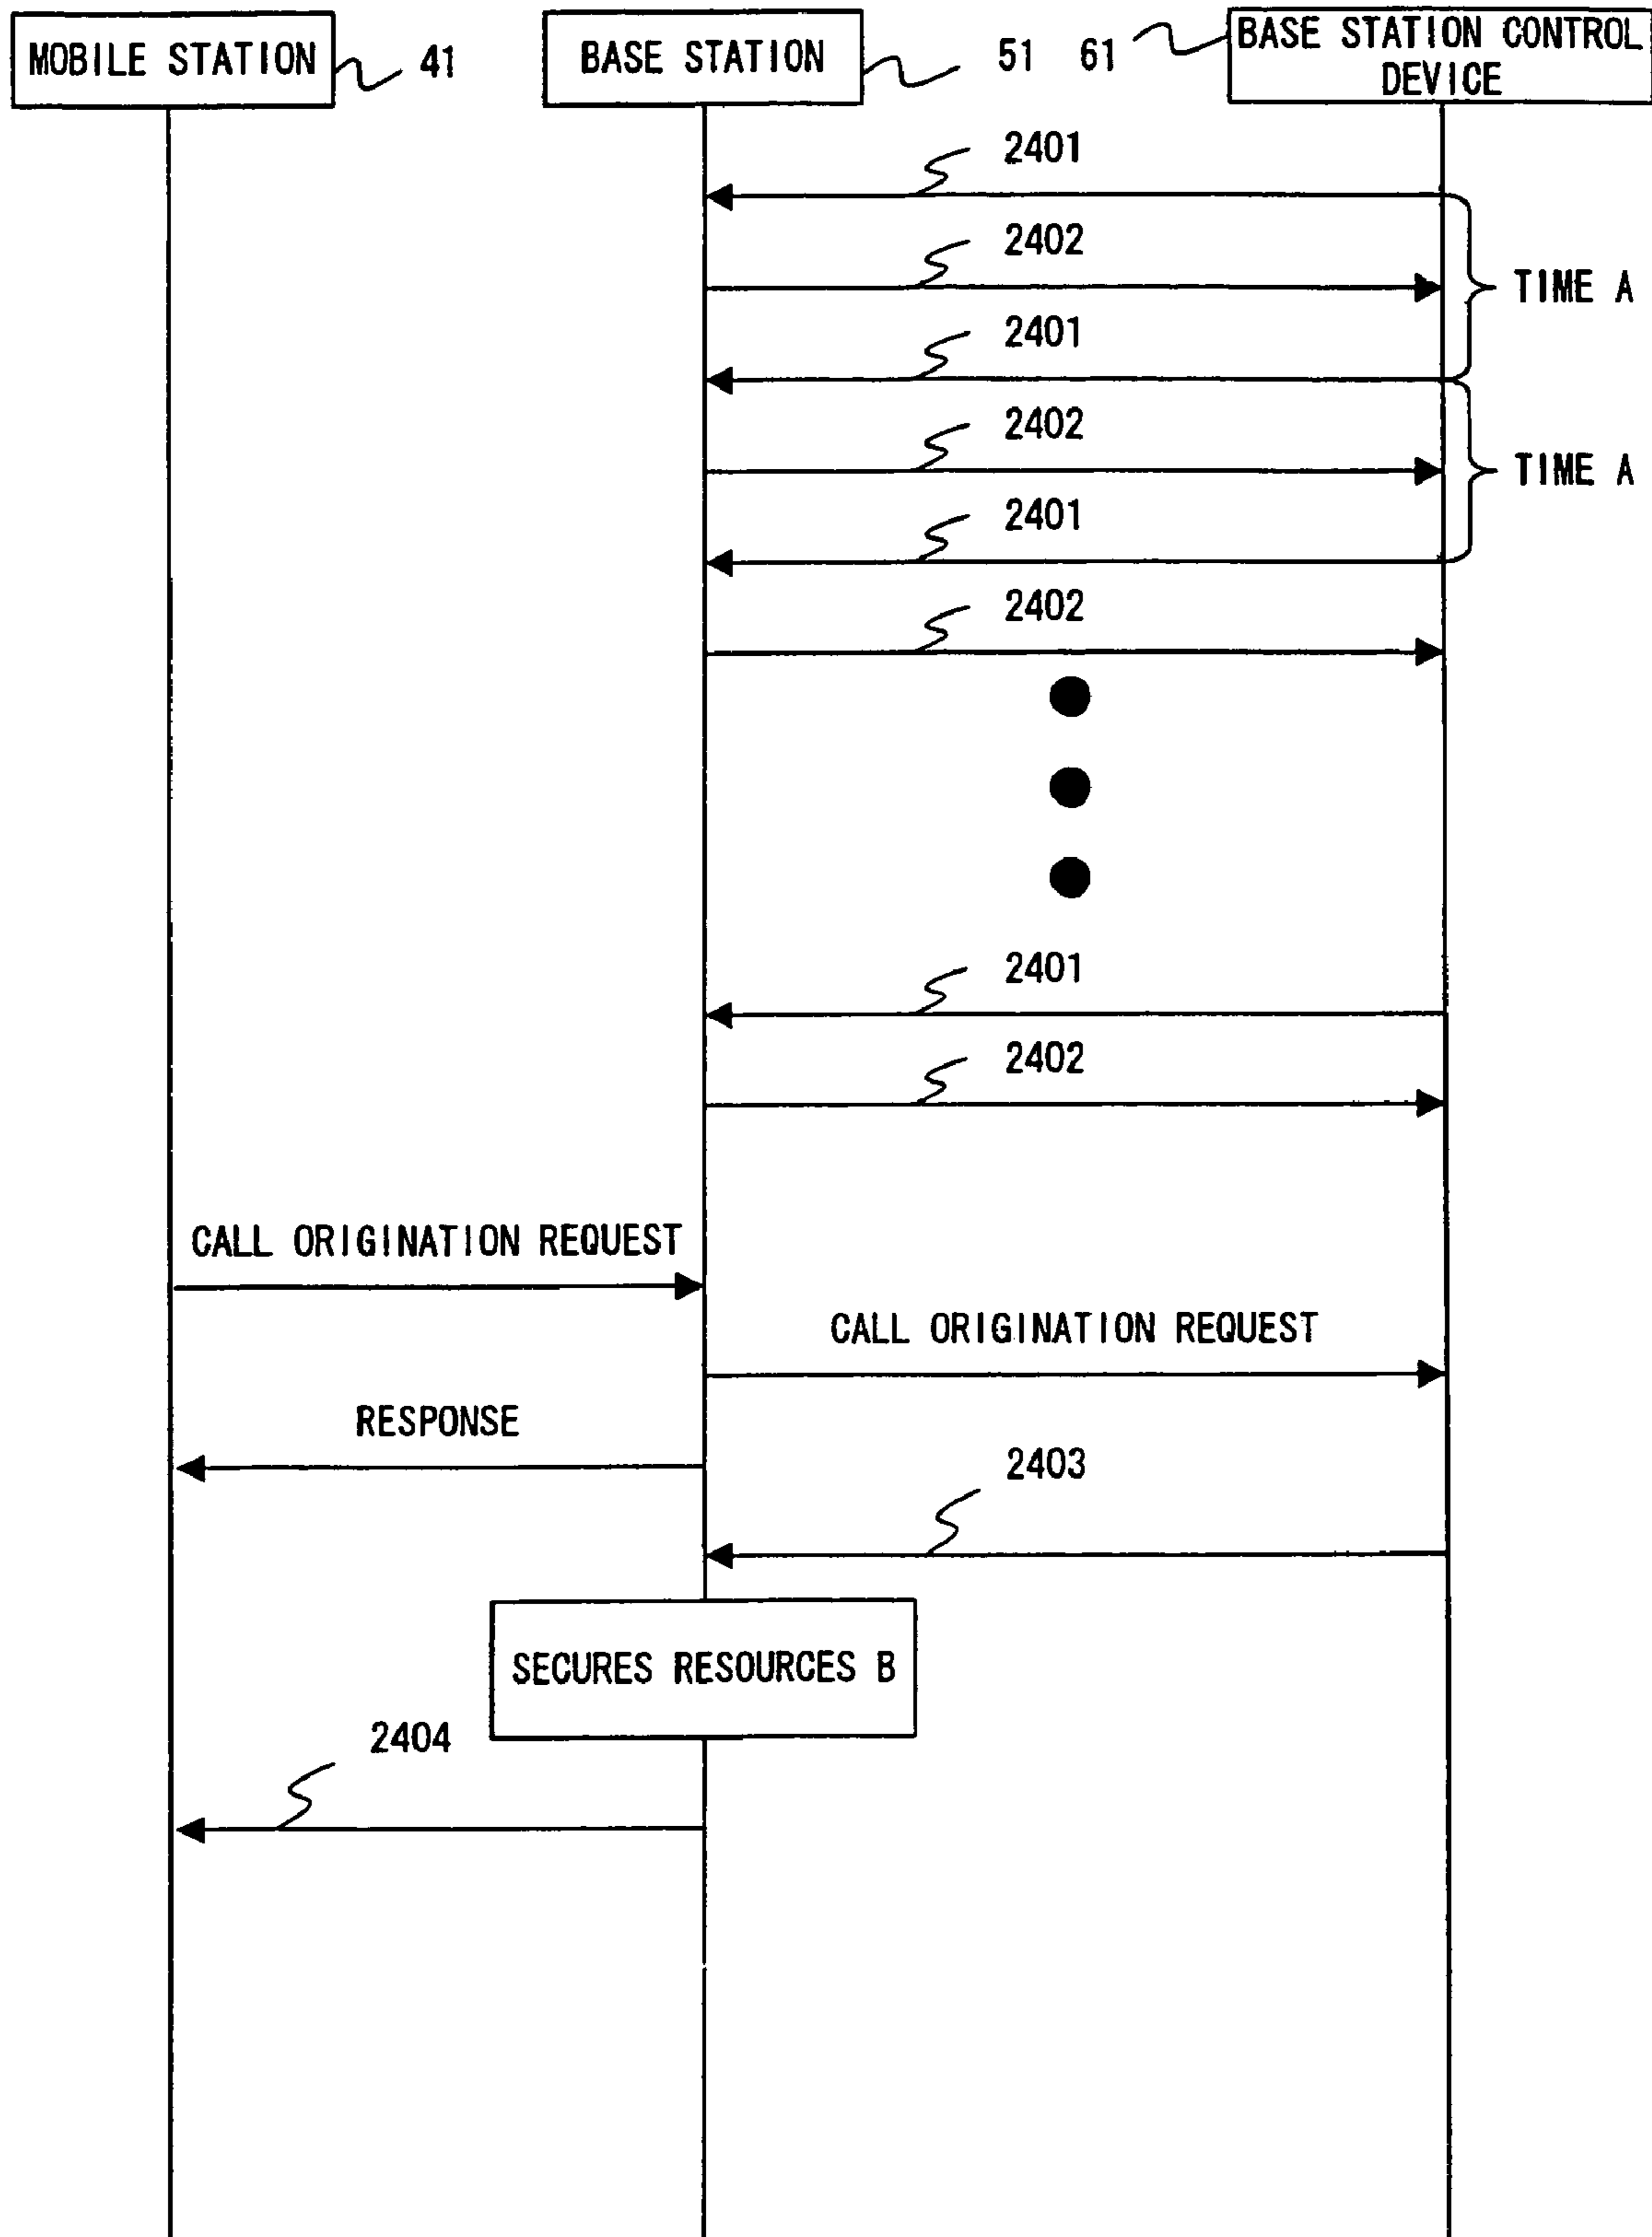 MOBILE STATION
41
BASE STATION
51
61
BASE STATION CONTROL
DEVICE
2401
2402
TIME A
2401
2402
TIME A
2401
2402
2401
2402
CALL ORIGINATION REQUEST
CALL ORIGINATION REQUEST
RESPONSE
2403
SECURES RESOURCES B
2404